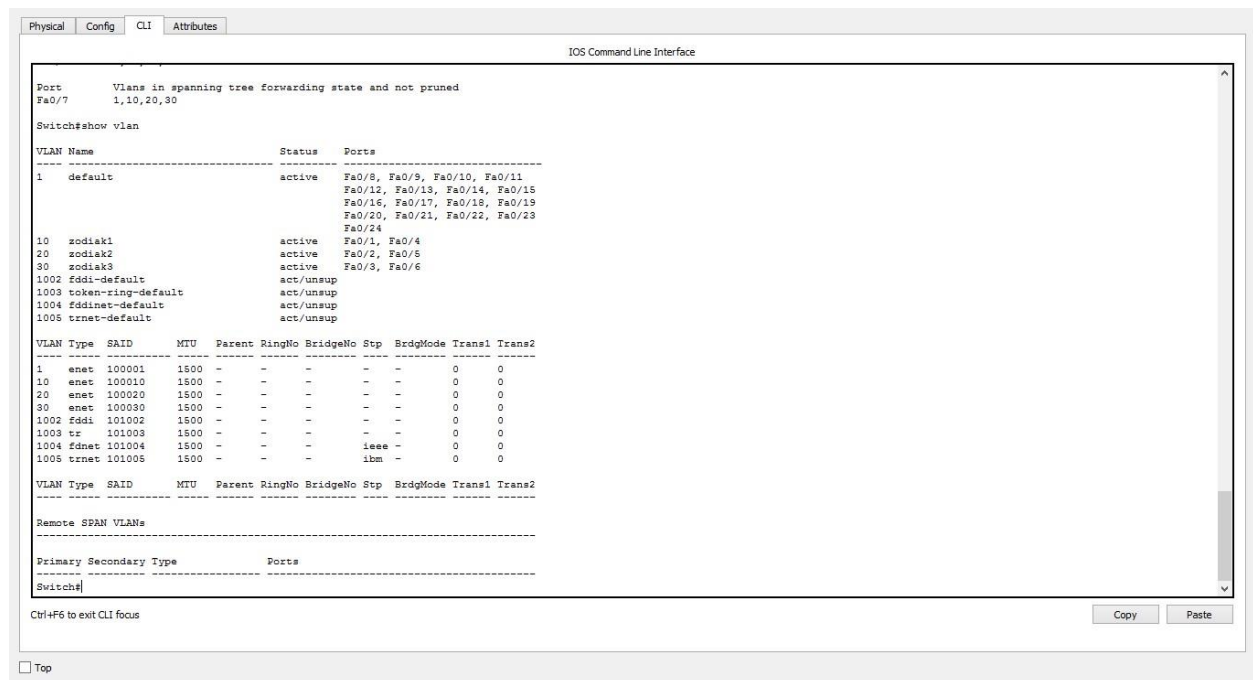 Physical Config CLI Attributes
IOS Command Line Interface
Port Vlans in spanning tree forwarding state and not pruned
Fa0/7 1,10,20,30
Switch#show vlan
VLAN Name Status Ports
---- -------------------------------- --------- -------------------------------
1 default active Fa0/8, Fa0/9, Fa0/10, Fa0/11
Fa0/12, Fa0/13, Fa0/14, Fa0/15
Fa0/16, Fa0/17, Fa0/18, Fa0/19
Fa0/20, Fa0/21, Fa0/22, Fa0/23
Fa0/24
10 zodiak1 active Fa0/1, Fa0/4
20 zodiak2 active Fa0/2, Fa0/5
30 zodiak3 active Fa0/3, Fa0/6
1002 fddi-default act/unsup
1003 token-ring-default act/unsup
1004 fddinet-default act/unsup
1005 trnet-default act/unsup
VLAN Type SAID MTU Parent RingNo BridgeNo Stp BrdgMode Trans1 Trans2
---- ----- ---------- ----- ------ ------ -------- ---- -------- ------ ------
1 enet 100001 1500 - - - - - 0 0
10 enet 100010 1500 - - - - - 0 0
20 enet 100020 1500 - - - - - 0 0
30 enet 100030 1500 - - - - - 0 0
1002 fddi 101002 1500 - - - - - 0 0
1003 tr 101003 1500 - - - - - 0 0
1004 fdnet 101004 1500 - - - ieee - 0 0
1005 trnet 101005 1500 - - - ibm - 0 0
VLAN Type SAID MTU Parent RingNo BridgeNo Stp BrdgMode Trans1 Trans2
---- ----- ---------- ----- ------ ------ -------- ---- -------- ------ ------
Remote SPAN VLANs
------------------------------------------------------------------------------
Primary Secondary Type Ports
------- --------- ----------------- ------------------------------------------
Switch#
Ctrl+F6 to exit CLI focus Copy Paste
Top